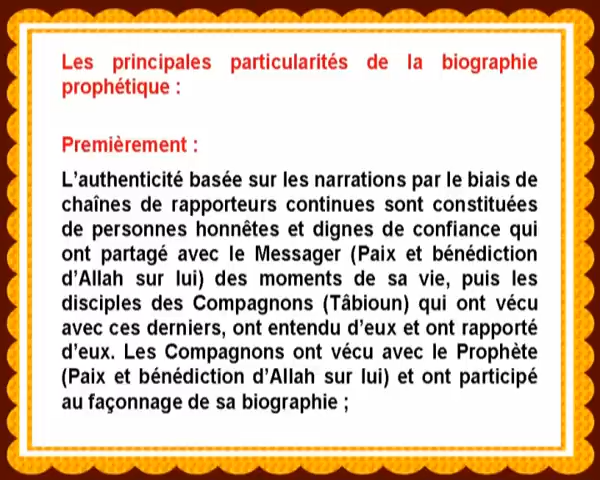 Les principales particularités de la biographie
prophétique :
Premièrement :
L’authenticité basée sur les narrations par le biais de
chaînes de rapporteurs continues sont constituées
de personnes honnêtes et dignes de confiance qui
ont partagé avec le Messager (Paix et bénédiction
d’Allah sur lui) des moments de sa vie, puis les
disciples des Compagnons (Tâbioun) qui ont vécu
avec ces derniers, ont entendu d’eux et ont rapporté
d’eux. Les Compagnons ont vécu avec le Prophète
(Paix et bénédiction d’Allah sur lui) et ont participé
au façonnage de sa biographie ;